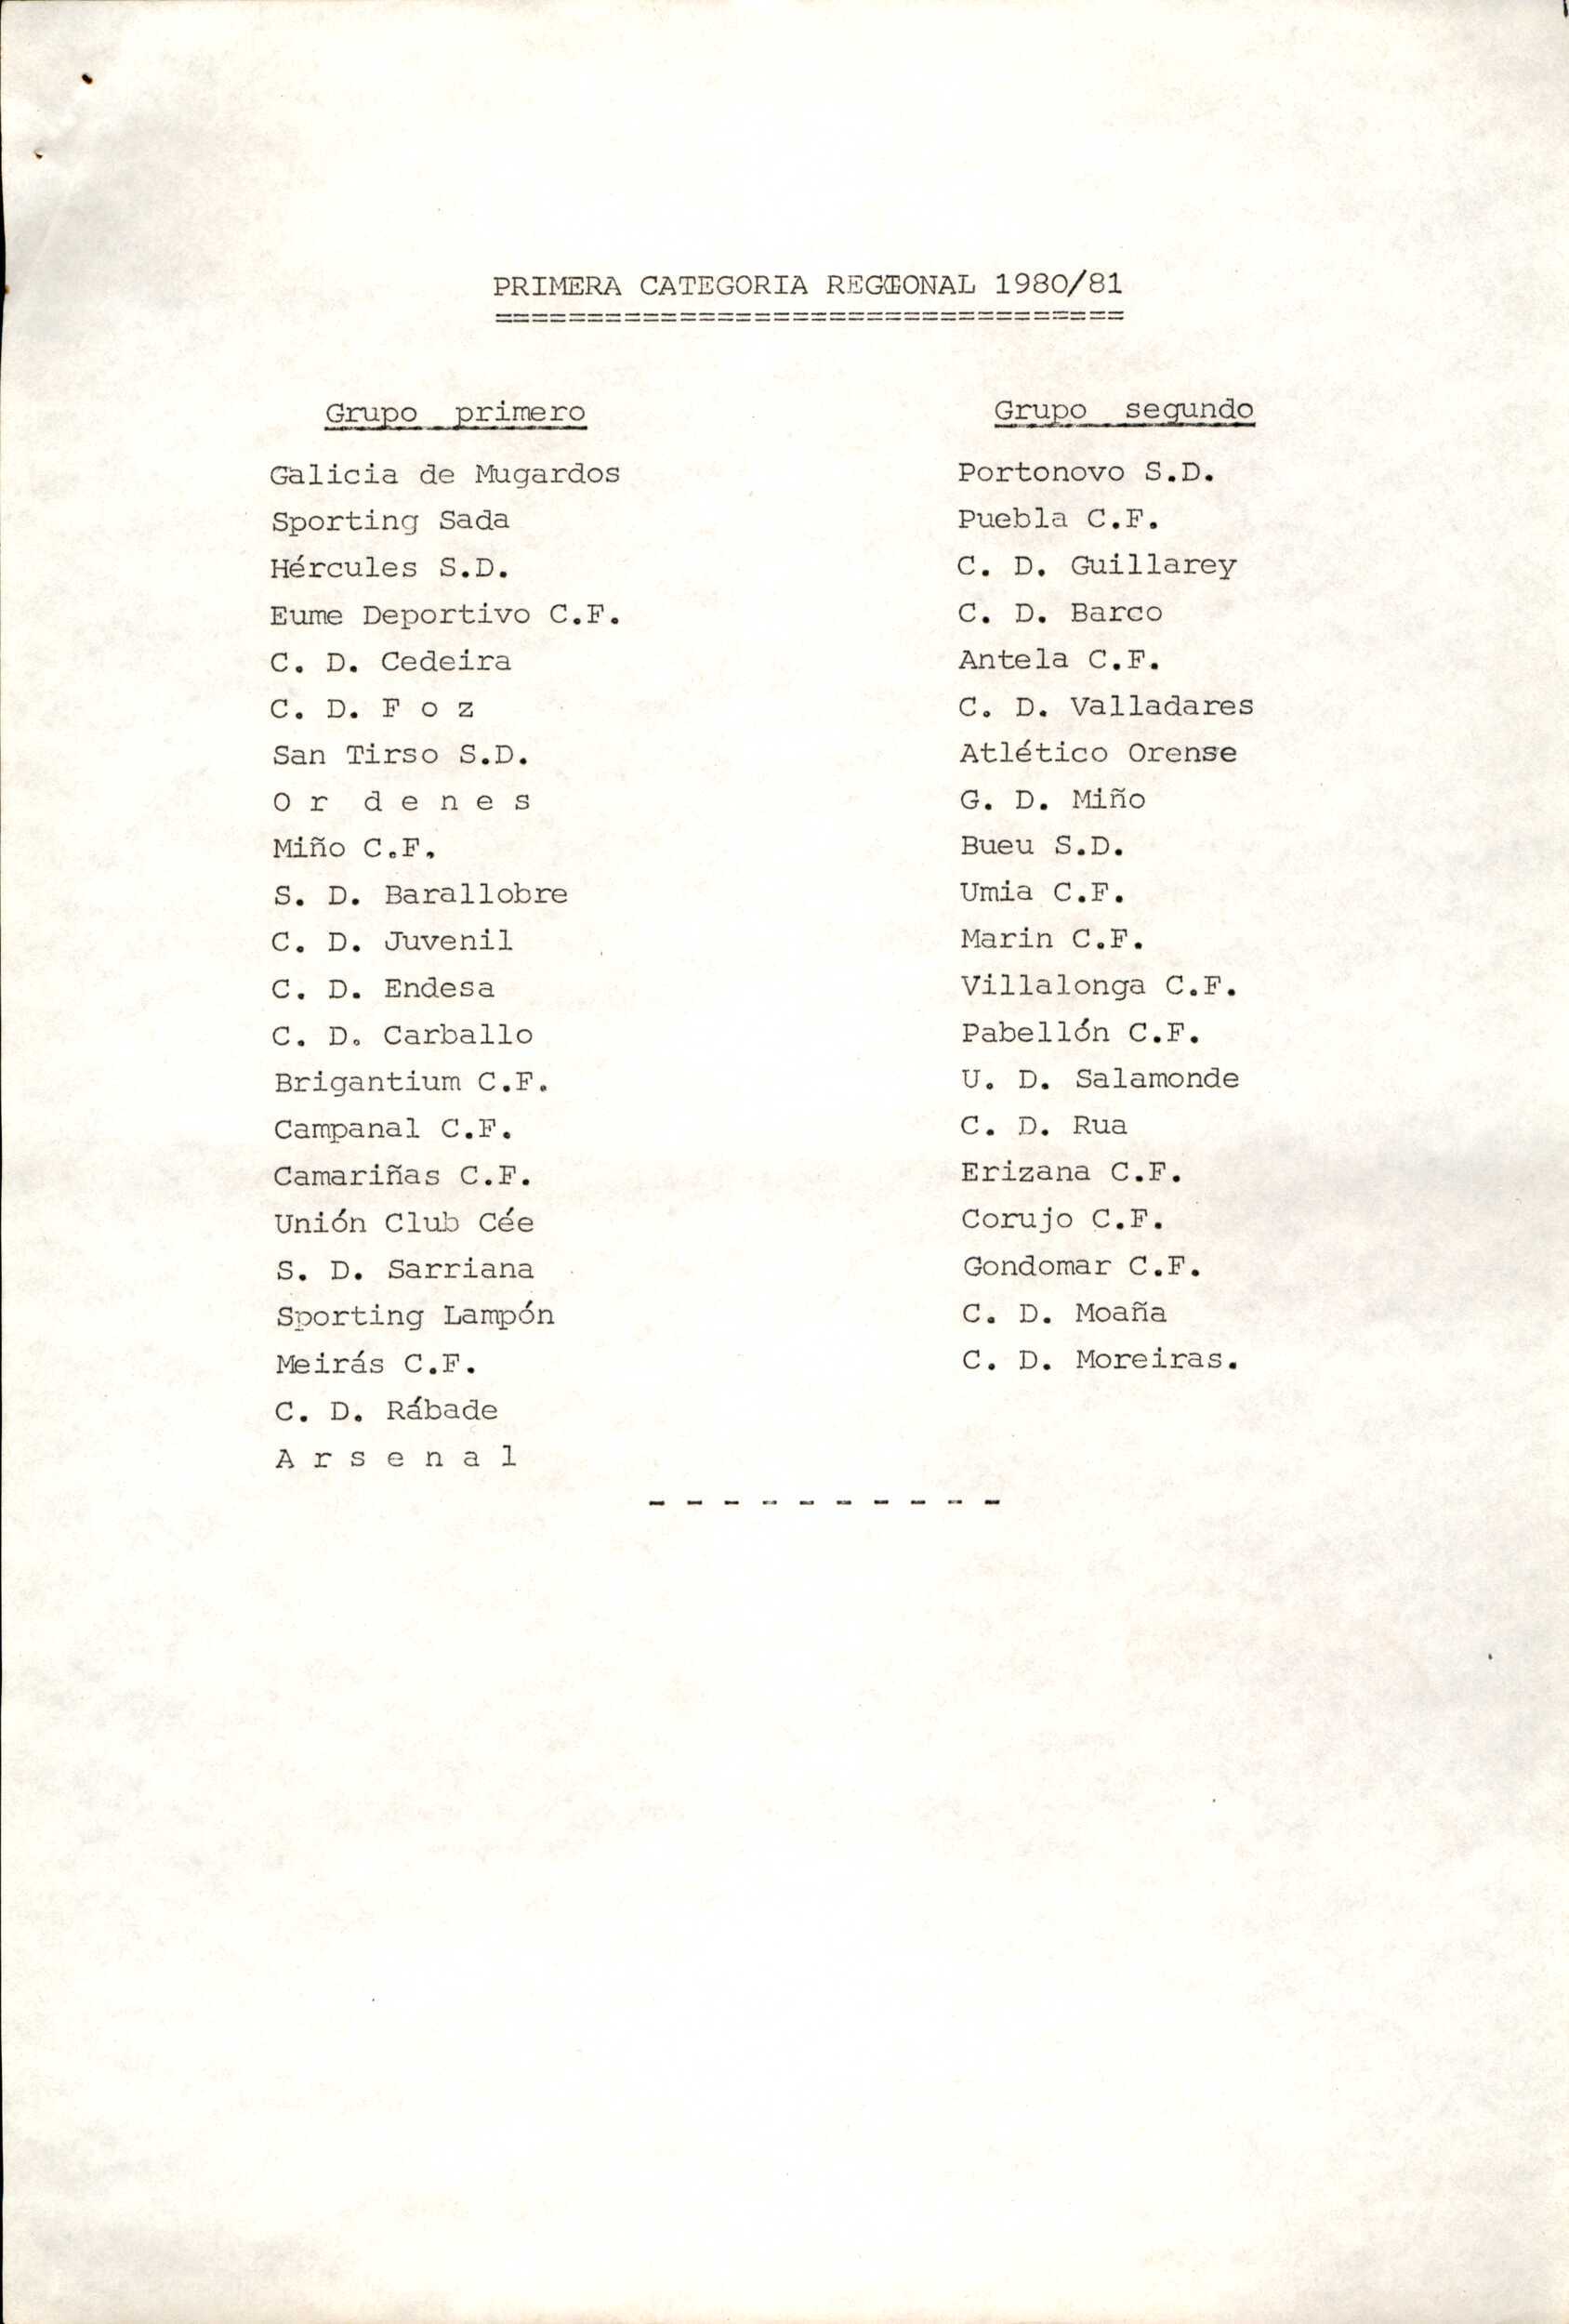 PRIMERA CATEGORIA REGIONAL 1980/81
==================================
Grupo primero
Galicia de Mugardos
Sporting Sada
Hércules S.D.
Eume Deportivo C.F.
C. D. Cedeira
C. D. F o z
San Tirso S.D.
O r d e n e s
Miño C.F.
S. D. Barallobre
C. D. Juvenil
C. D. Endesa
C. D. Carballo
Brigantium C.F.
Campanal C.F.
Camariñas C.F.
Unión Club Cée
S. D. Sarriana
Sporting Lampón
Meirás C.F.
C. D. Rábade
A r s e n a l
Grupo segundo
Portonovo S.D.
Puebla C.F.
C. D. Guillarey
C. D. Barco
Antela C.F.
C. D. Valladares
Atlético Orense
G. D. Miño
Bueu S.D.
Umia C.F.
Marin C.F.
Villalonga C.F.
Pabellón C.F.
U. D. Salamonde
C. D. Rua
Erizana C.F.
Corujo C.F.
Gondomar C.F.
C. D. Moaña
C. D. Moreiras.
- - - - - - - - - -